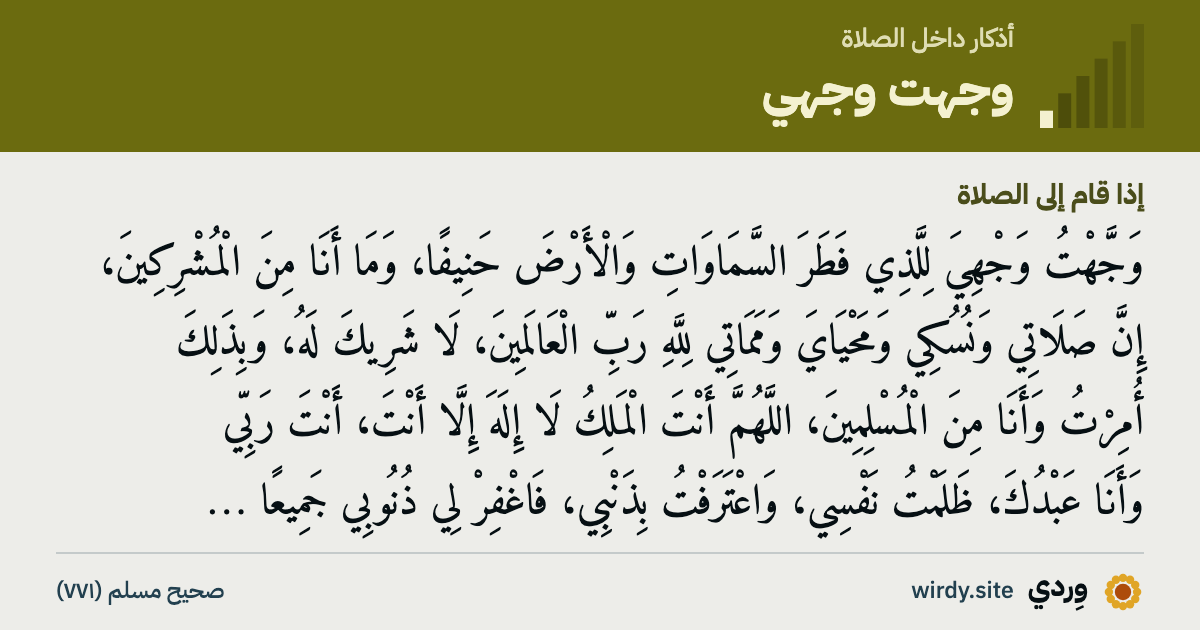 أذكار داخل الصلاة
وجهت وجهي
إذا قام إلى الصلاة
وَجَّهْتُ وَجْهِيَ لِلَّذِي فَطَرَ السَّمَاوَاتِ وَالْأَرْضَ حَنِيفًا، وَمَا أَنَا مِنَ الْمُشْرِكِينَ،
إِنَّ صَلَاتِي وَنُسُكِي وَمَحْيَايَ وَمَمَاتِي لِلَّهِ رَبِّ الْعَالَمِينَ، لَا شَرِيكَ لَهُ، وَبِذَلِكَ
أُمِرْتُ وَأَنَا مِنَ الْمُسْلِمِينَ، اللَّهُمَّ أَنْتَ الْمَلِكُ لَا إِلَهَ إِلَّا أَنْتَ، أَنْتَ رَبِّي
وَأَنَا عَبْدُكَ، ظَلَمْتُ نَفْسِي، وَاعْتَرَفْتُ بِذَنْبِي، فَاغْفِرْ لِي ذُنُوبِي جَمِيعًا ...
وِردي wirdy.site
صحيح مسلم (٧٧١)